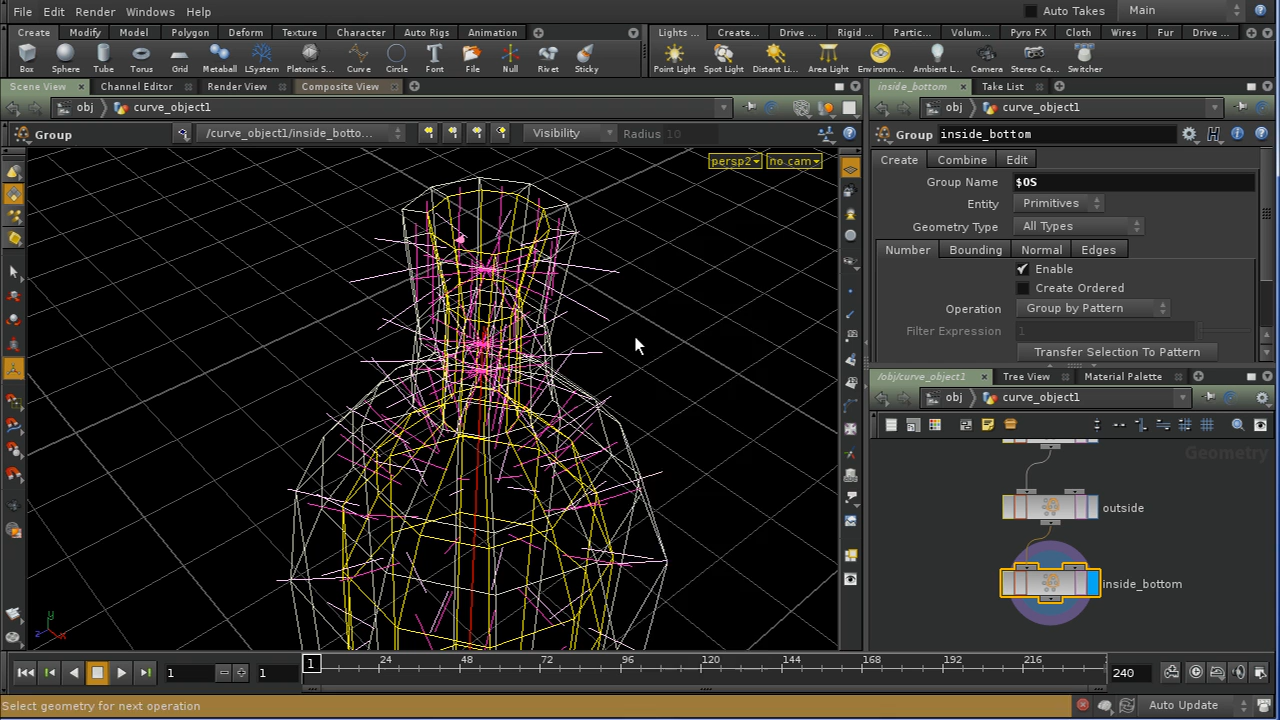 File Edit Render Windows Help Auto Takes Main
Create Modify Model Polygon Deform Texture Character Auto Rigs Animation Lights ... Create... Drive ... Rigid ... Partic... Volum... Pyro FX Cloth Wires Fur Drive ...
Box Sphere Tube Torus Grid Metaball LSystem Platonic S... Curve Circle Font File Null Rivet Sticky Point Light Spot Light Distant Li... Area Light Environm... Ambient L... Camera Stereo Ca... Switcher
Scene View Channel Editor Render View Composite View inside_bottom Take List
obj curve_object1 obj curve_object1
Group /curve_object1/inside_botto... Visibility Radius 10 Group inside_bottom
persp2 no cam
Create Combine Edit
Group Name $OS
Entity Primitives
Geometry Type All Types
Number Bounding Normal Edges
Enable
Create Ordered
Operation Group by Pattern
Filter Expression 1
Transfer Selection To Pattern
/obj/curve_object1 Tree View Material Palette
obj curve_object1
Geometry
outside
inside_bottom
y
z x
1 1 1 24 48 72 96 120 144 168 192 216 240
Select geometry for next operation Auto Update